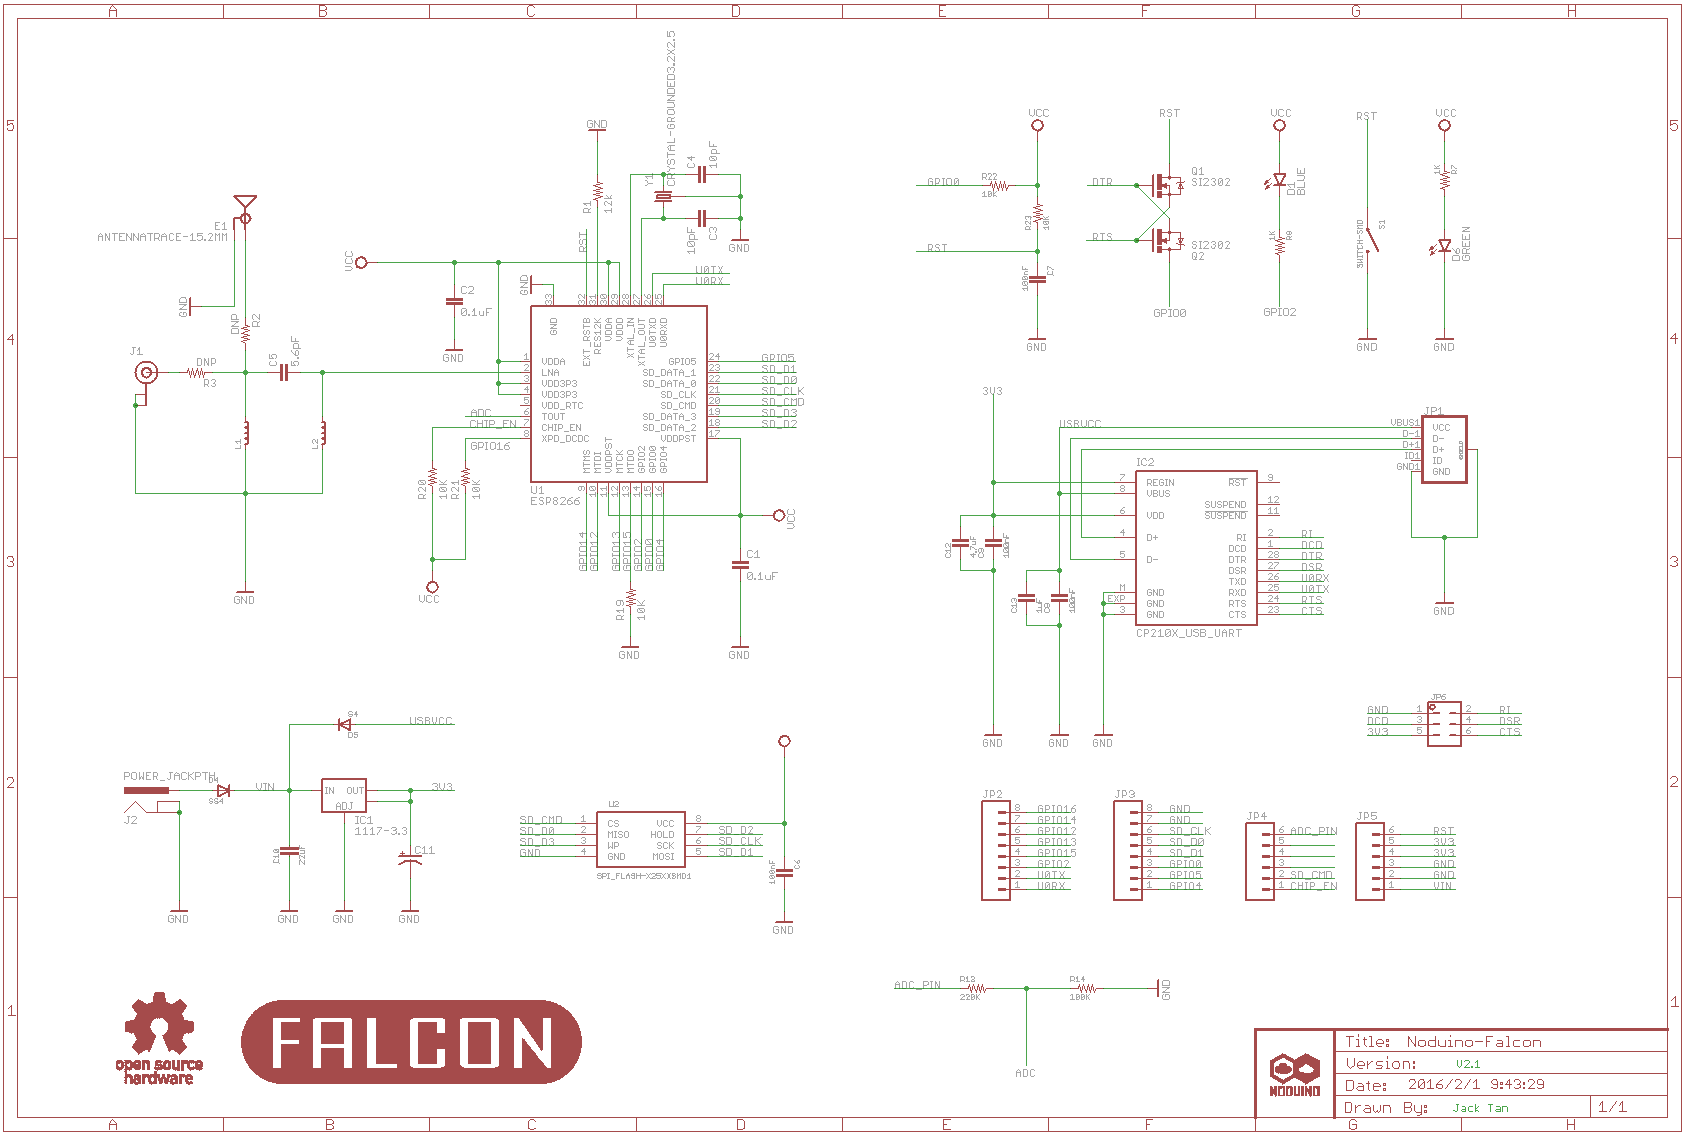 A B C D E F G H
5
4
3
2
1
5
4
3
2
1
E1
ANTENNATRACE-15.2MM
GND
DNP
R2
J1
DNP
R3
C5
5.6pF
L1
L2
GND
VCC
C2
0.1uF
GND
GND
R1
12k
RST
Y1
CRYSTAL-GROUNDED3.2X2.5
C4
10pF
10pF
C3
GND
U0TX
U0RX
GND
33
32
31
30
29
28
27
26
25
GND
EXT_RSTB
RES12K
VDDA
VDDD
XTAL_IN
XTAL_OUT
U0TXD
U0RXD
1 VDDA
2 LNA
3 VDD3P3
4 VDD3P3
5 VDD_RTC
ADC 6 TOUT
CHIP_EN 7 CHIP_EN
GPIO16 8 XPD_DCDC
GPIO5 24 GPIO5
SD_DATA_1 23 SD_D1
SD_DATA_0 22 SD_D0
SD_CLK 21 SD_CLK
SD_CMD 20 SD_CMD
SD_DATA_3 19 SD_D3
SD_DATA_2 18 SD_D2
VDDPST 17
MTMS
MTDI
VDDPST
MTCK
MTDO
GPIO2
GPIO0
GPIO4
9
10
11
12
13
14
15
16
U1
ESP8266
GPIO14
GPIO12
GPIO13
GPIO15
GPIO2
GPIO0
GPIO4
R20
10K
R21
10K
VCC
R19
10K
GND
VCC
C1
0.1uF
GND
VCC
GPIO0
R22
10K
R23
10K
RST
100nF
C7
GND
RST
DTR
Q1
SI2302
RTS
SI2302
Q2
GPIO0
VCC
D1
BLUE
1K
R8
GPIO2
RST
SWITCH-SMD
S1
GND
VCC
1K
R7
D6
GREEN
GND
3V3
USBVCC
IC2
7 REGIN
8 VBUS
6 VDD
4 D+
5 D-
M GND
EXP GND
3 GND
RST 9
SUSPEND 12
SUSPEND 11
RI 2 RI
DCD 1 DCD
DTR 28 DTR
DSR 27 DSR
TXD 26 U0RX
RXD 25 U0TX
RTS 24 RTS
CTS 23 CTS
CP210X_USB_UART
C12
4.7uF
C9
100nF
C13
1uF
C8
100nF
GND
GND
GND
JP1
VBUS1 VCC
D-1 D-
D+1 D+
ID1 ID
GND1 GND
SHIELD
GND
USBVCC
S4
D5
POWER_JACKPTH
J2
D4
SS4
VIN
IN OUT
ADJ
IC1
1117-3.3
3V3
C10
22uF
C11
GND
GND
GND
GND
U2
SD_CMD 1 CS
SD_D0 2 MISO
SD_D3 3 WP
GND 4 GND
VCC 8
HOLD 7 SD_D2
SCK 6 SD_CLK
MOSI 5 SD_D1
SPI_FLASH-X25XXSMD1
100nF
C6
GND
JP6
GND 1 2 RI
DCD 3 4 DSR
3V3 5 6 CTS
JP2
8 GPIO16
7 GPIO14
6 GPIO12
5 GPIO13
4 GPIO15
3 GPIO2
2 U0TX
1 U0RX
JP3
8 GND
7 GND
6 SD_CLK
5 SD_D0
4 SD_D1
3 GPIO0
2 GPIO5
1 GPIO4
JP4
6 ADC_PIN
5
4
3
2 SD_CMD
1 CHIP_EN
JP5
6 RST
5 3V3
4 3V3
3 GND
2 GND
1 VIN
ADC_PIN
R13
220K
R14
100K
GND
ADC
open source
hardware
FALCON
NODUINO
Title: Noduino-Falcon
Version: V2.1
Date: 2016/2/1 9:43:29
Drawn By: Jack Tan
1/1
A B C D E F G H